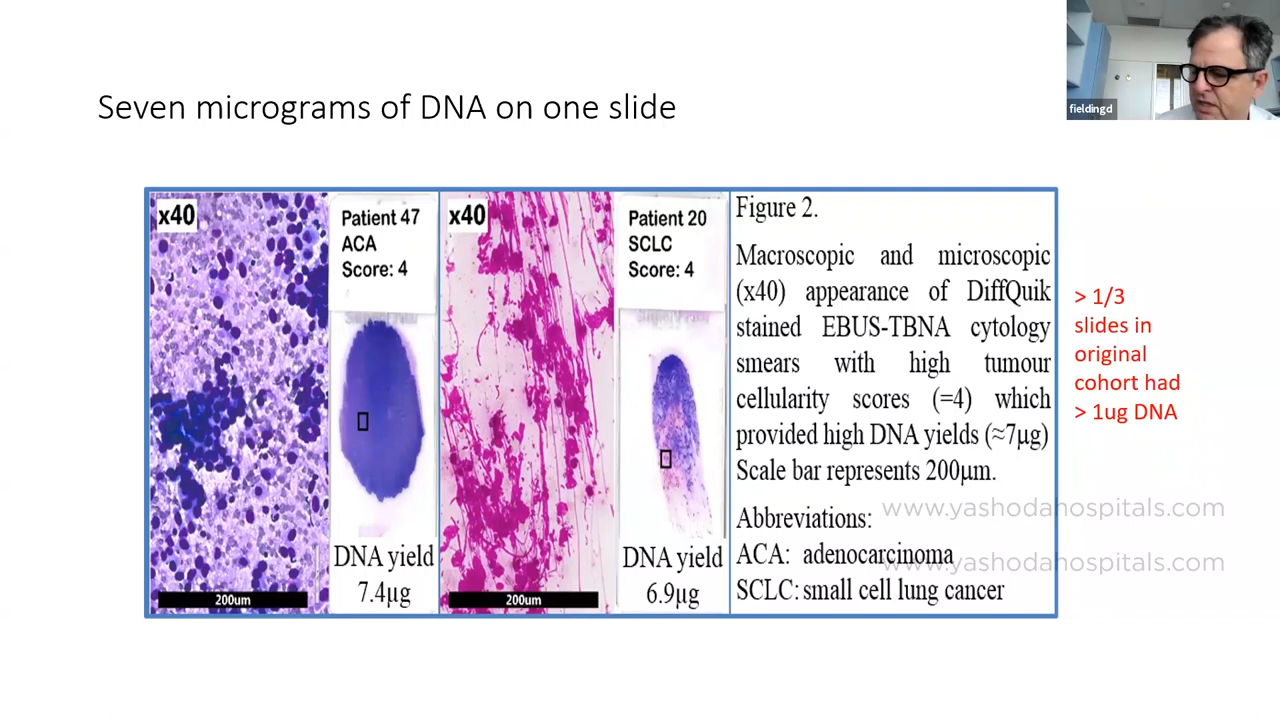 fieldingd
Seven micrograms of DNA on one slide
x40
Patient 47
ACA
Score: 4
DNA yield
7.4µg
200um
x40
Patient 20
SCLC
Score: 4
DNA yield
6.9µg
200um
Figure 2.
Macroscopic and microscopic
(x40) appearance of DiffQuik
stained EBUS-TBNA cytology
smears with high tumour
cellularity scores (=4) which
provided high DNA yields (≈7µg)
Scale bar represents 200µm.
Abbreviations:
ACA: adenocarcinoma
SCLC: small cell lung cancer
> 1/3
slides in
original
cohort had
> 1ug DNA
www.yashodahospitals.com
www.yashodahospitals.com